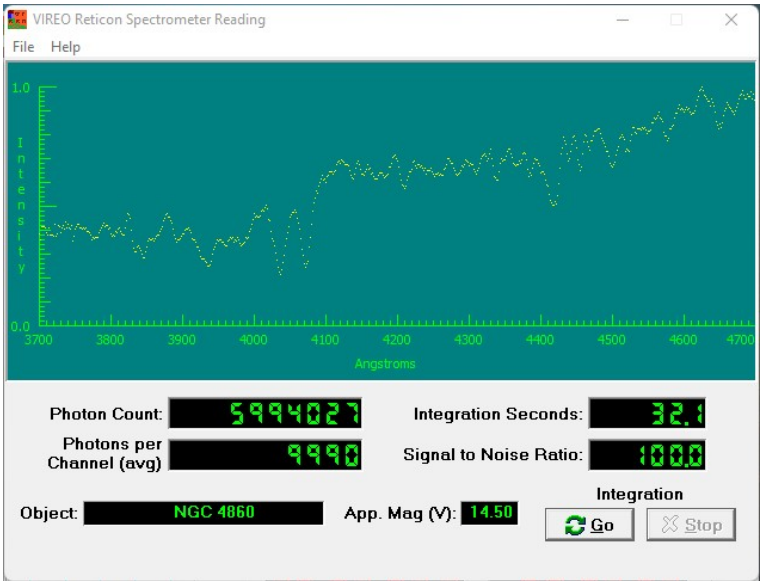 VIREO Reticon Spectrometer Reading
File Help
1.0
Intensity
0.0
3700 3800 3900 4000 4100 4200 4300 4400 4500 4600 4700
Angstroms
Photon Count: 5994027
Integration Seconds: 32.1
Photons per Channel (avg) 9990
Signal to Noise Ratio: 100.0
Object: NGC 4860
App. Mag (V): 14.50
Integration
Go Stop